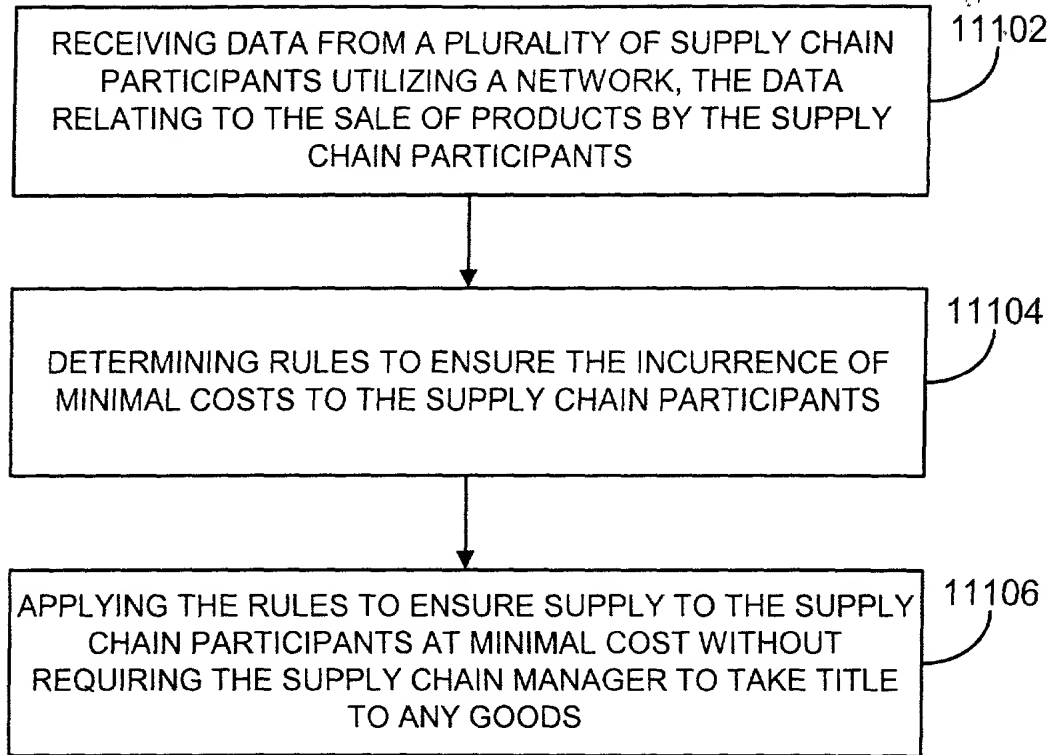 RECEIVING DATA FROM A PLURALITY OF SUPPLY CHAIN
PARTICIPANTS UTILIZING A NETWORK, THE DATA
RELATING TO THE SALE OF PRODUCTS BY THE SUPPLY
CHAIN PARTICIPANTS
11102
DETERMINING RULES TO ENSURE THE INCURRENCE OF
MINIMAL COSTS TO THE SUPPLY CHAIN PARTICIPANTS
11104
APPLYING THE RULES TO ENSURE SUPPLY TO THE SUPPLY
CHAIN PARTICIPANTS AT MINIMAL COST WITHOUT
REQUIRING THE SUPPLY CHAIN MANAGER TO TAKE TITLE
TO ANY GOODS
11106